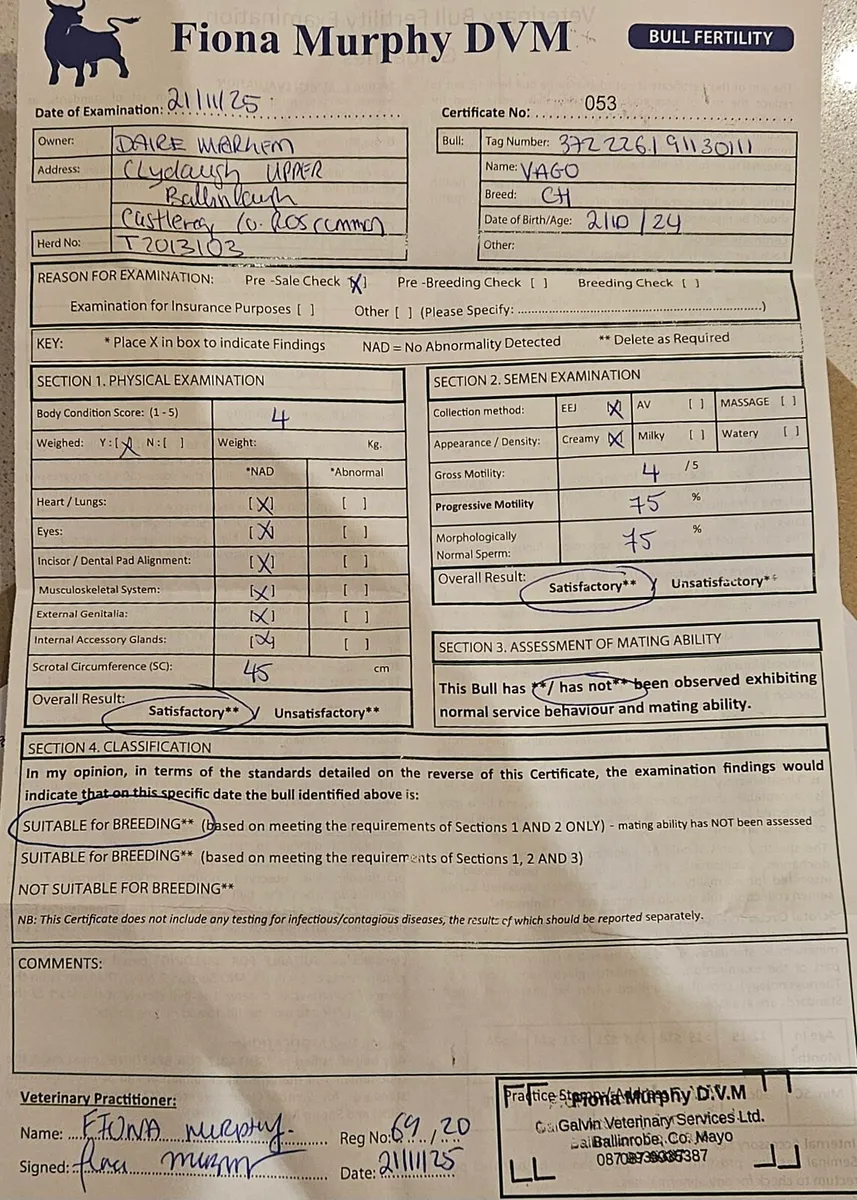 Fiona Murphy DVM
BULL FERTILITY
Date of Examination: 21/11/25
Certificate No: 053
Owner: DAIRE MARHEM
Address: Clydaugh UPPER
Ballinlaugh
Castlerea Co. Roscommon
Herd No: T2013103
Bull: Tag Number: 372 2261 91130111
Name: VAGO
Breed: CH
Date of Birth/Age: 2/10/24
Other:
REASON FOR EXAMINATION: Pre -Sale Check [X] Pre -Breeding Check [ ] Breeding Check [ ]
Examination for Insurance Purposes [ ] Other [ ] (Please Specify: ...............)
KEY: * Place X in box to indicate Findings NAD = No Abnormality Detected ** Delete as Required
SECTION 1. PHYSICAL EXAMINATION
Body Condition Score: (1 - 5) 4
Weighed: Y:[X] N:[ ] Weight: Kg.
*NAD *Abnormal
Heart / Lungs: [X] [ ]
Eyes: [X] [ ]
Incisor / Dental Pad Alignment: [X] [ ]
Musculoskeletal System: [X] [ ]
External Genitalia: [X] [ ]
Internal Accessory Glands: [X] [ ]
Scrotal Circumference (SC): 45 cm
Overall Result: Satisfactory** / Unsatisfactory**
SECTION 2. SEMEN EXAMINATION
Collection method: EEJ [X] AV [ ] MASSAGE [ ]
Appearance / Density: Creamy [X] Milky [ ] Watery [ ]
Gross Motility: 4 /5
Progressive Motility 75 %
Morphologically Normal Sperm: 75 %
Overall Result: Satisfactory** / Unsatisfactory**
SECTION 3. ASSESSMENT OF MATING ABILITY
This Bull has **/ has not** been observed exhibiting
normal service behaviour and mating ability.
SECTION 4. CLASSIFICATION
In my opinion, in terms of the standards detailed on the reverse of this Certificate, the examination findings would
indicate that on this specific date the bull identified above is:
SUITABLE for BREEDING** (based on meeting the requirements of Sections 1 AND 2 ONLY) - mating ability has NOT been assessed
SUITABLE for BREEDING** (based on meeting the requirements of Sections 1, 2 AND 3)
NOT SUITABLE FOR BREEDING**
NB: This Certificate does not include any testing for infectious/contagious diseases, the results of which should be reported separately.
COMMENTS:
Veterinary Practitioner:
Name: FIONA MURPHY Reg No: 69/20
Signed: Fiona Murphy Date: 21/11/25
Practice Stamp/Address
Fiona Murphy D.V.M
Galvin Veterinary Services Ltd.
Ballinrobe, Co. Mayo